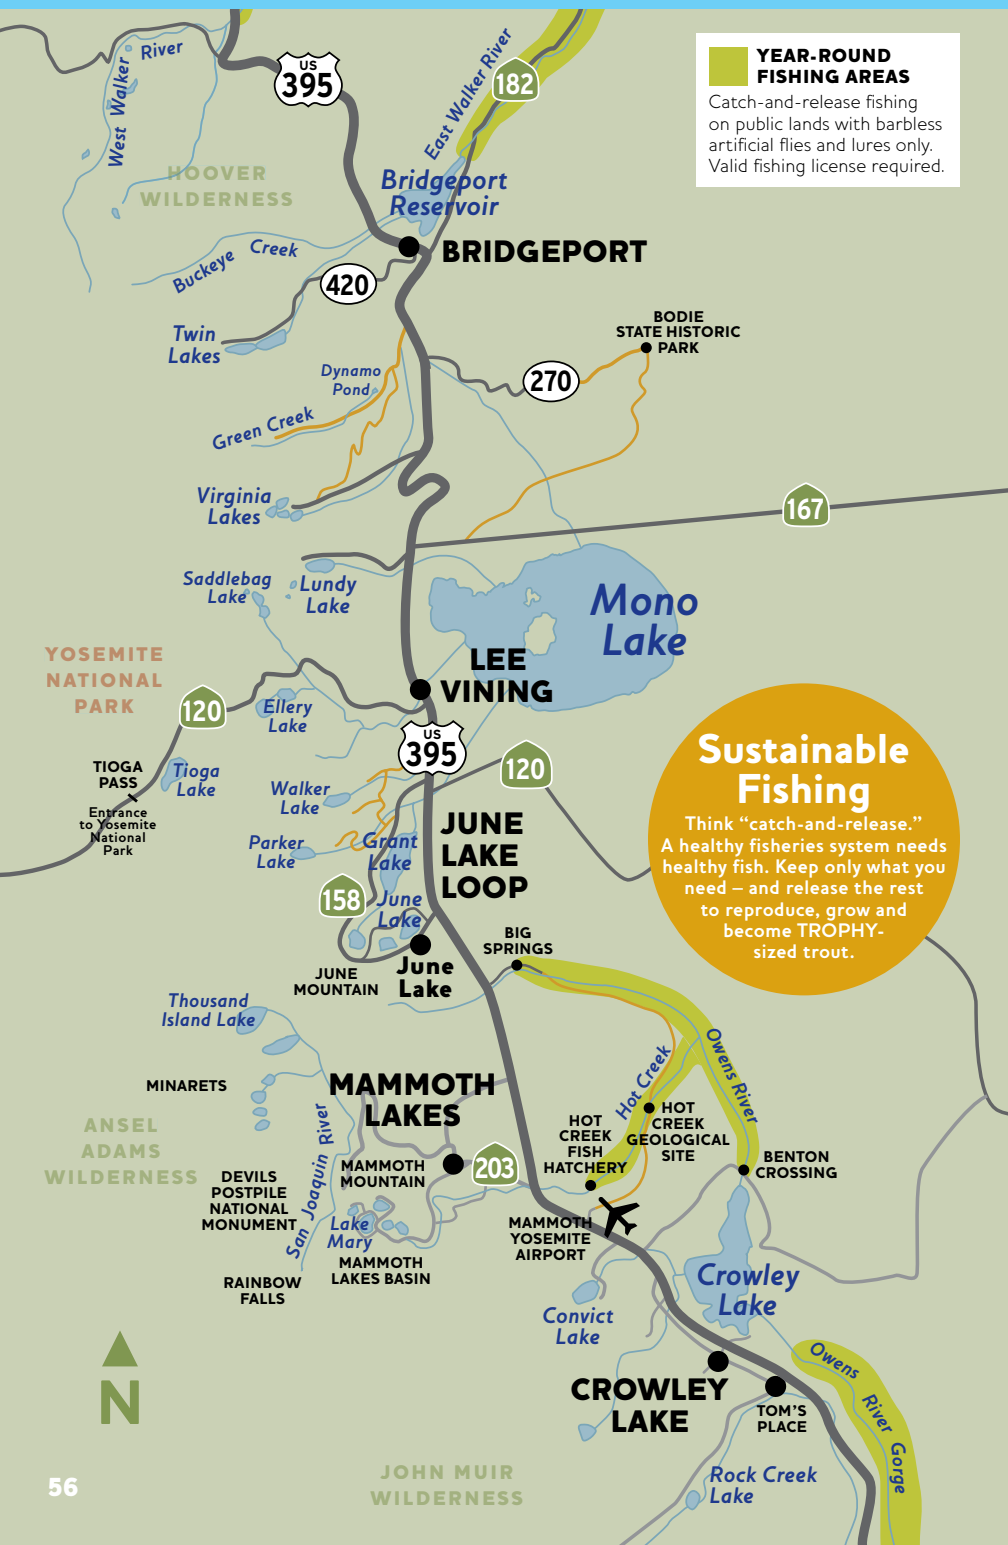 West Walker
River
US
395
East Walker River
182
YEAR-ROUND
FISHING AREAS
Catch-and-release fishing
on public lands with barbless
artificial flies and lures only.
Valid fishing license required.
HOOVER
WILDERNESS
Bridgeport
Reservoir
Buckeye Creek
BRIDGEPORT
420
Twin
Lakes
BODIE
STATE HISTORIC
PARK
Dynamo
Pond
270
Green Creek
Virginia
Lakes
167
Saddlebag
Lake
Lundy
Lake
Mono
Lake
YOSEMITE
NATIONAL
PARK
LEE
VINING
120
Ellery
Lake
US
395
120
TIOGA
PASS
Tioga
Lake
Entrance
to Yosemite
National
Park
Walker
Lake
Parker
Lake
Grant
Lake
JUNE
LAKE
LOOP
158
June
Lake
Sustainable
Fishing
Think “catch-and-release.”
A healthy fisheries system needs
healthy fish. Keep only what you
need – and release the rest
to reproduce, grow and
become TROPHY-
sized trout.
BIG
SPRINGS
JUNE
MOUNTAIN
June
Lake
Thousand
Island Lake
Owens River
Hot Creek
MINARETS
MAMMOTH
LAKES
ANSEL
ADAMS
WILDERNESS
HOT
CREEK
GEOLOGICAL
SITE
HOT
CREEK
FISH
HATCHERY
BENTON
CROSSING
San Joaquin River
MAMMOTH
MOUNTAIN
203
DEVILS
POSTPILE
NATIONAL
MONUMENT
Lake
Mary
MAMMOTH
YOSEMITE
AIRPORT
MAMMOTH
LAKES BASIN
RAINBOW
FALLS
Crowley
Lake
Convict
Lake
N
Owens River Gorge
CROWLEY
LAKE
TOM’S
PLACE
Rock Creek
Lake
JOHN MUIR
WILDERNESS
56